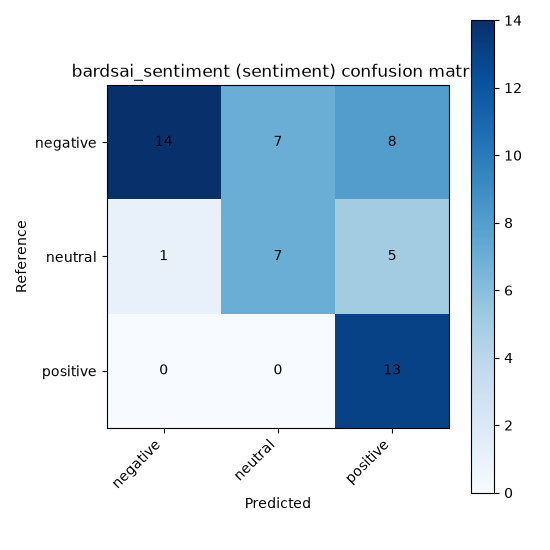 bardsai_sentiment (sentiment) confusion matr
14
12
10
8
6
4
2
0
negative
14
7
8
neutral
1
7
5
positive
0
0
13
Reference
negative
neutral
positive
Predicted